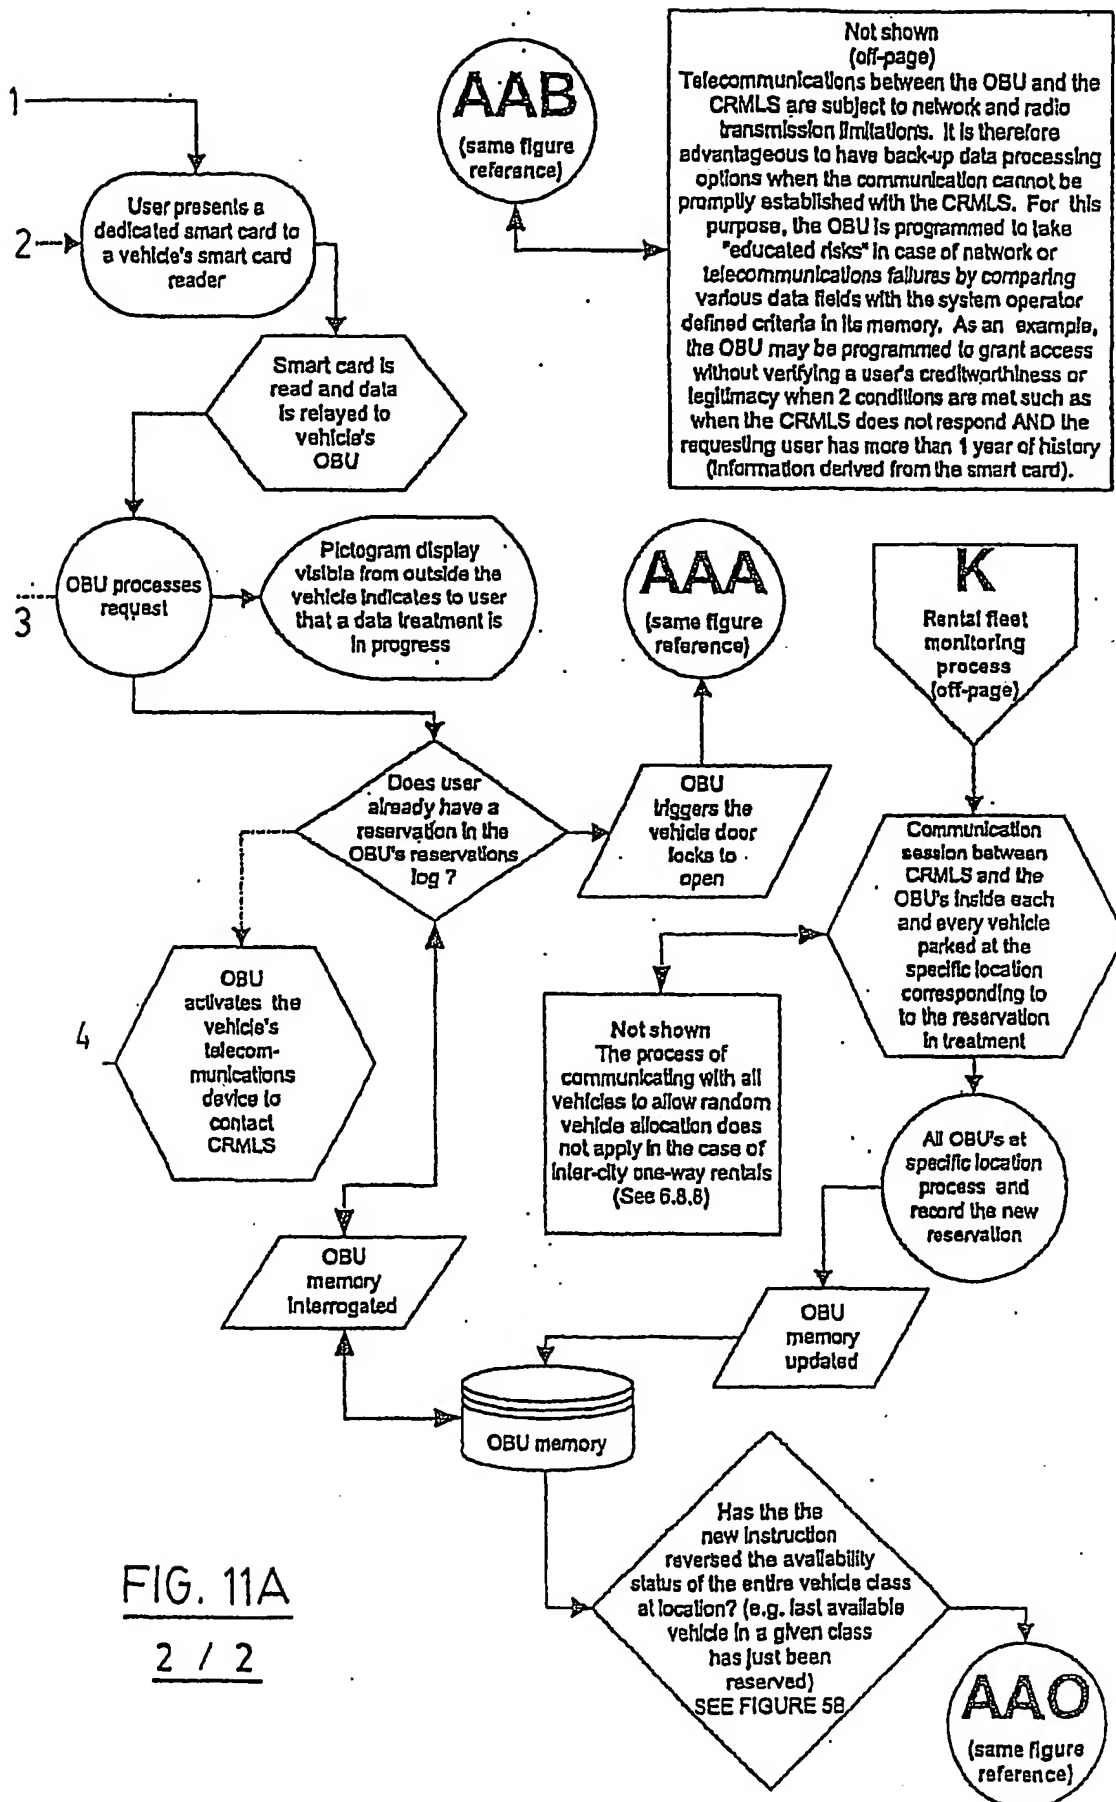 1
2
3
4
User presents a
dedicated smart card to
a vehicle's smart card
reader
Smart card is
read and data
is relayed to
vehicle's
OBU
OBU processes
request
Pictogram display
visible from outside the
vehicle indicates to user
that a data treatment is
in progress
AAB
(same figure
reference)
Not shown
(off-page)
Telecommunications between the OBU and the
CRMLS are subject to network and radio
transmission limitations. It is therefore
advantageous to have back-up data processing
options when the communication cannot be
promptly established with the CRMLS. For this
purpose, the OBU is programmed to take
"educated risks" in case of network or
telecommunications failures by comparing
various data fields with the system operator
defined criteria in its memory. As an example,
the OBU may be programmed to grant access
without verifying a user's creditworthiness or
legitimacy when 2 conditions are met such as
when the CRMLS does not respond AND the
requesting user has more than 1 year of history
(information derived from the smart card).
AAA
(same figure
reference)
K
Rental fleet
monitoring
process
(off-page)
Does user
already have a
reservation in the
OBU's reservations
log ?
OBU
triggers the
vehicle door
locks to
open
Communication
session between
CRMLS and the
OBU's inside each
and every vehicle
parked at the
specific location
corresponding to
to the reservation
in treatment
OBU
activates the
vehicle's
telecom-
munications
device to
contact
CRMLS
Not shown
The process of
communicating with all
vehicles to allow random
vehicle allocation does
not apply in the case of
inter-city one-way rentals
(See 6,8,8)
All OBU's at
specific location
process and
record the new
reservation
OBU
memory
interrogated
OBU
memory
updated
OBU memory
Has the the
new instruction
reversed the availability
status of the entire vehicle class
at location? (e.g. last available
vehicle in a given class
has just been
reserved)
SEE FIGURE 5B
AAO
(same figure
reference)
FIG. 11A
2 / 2